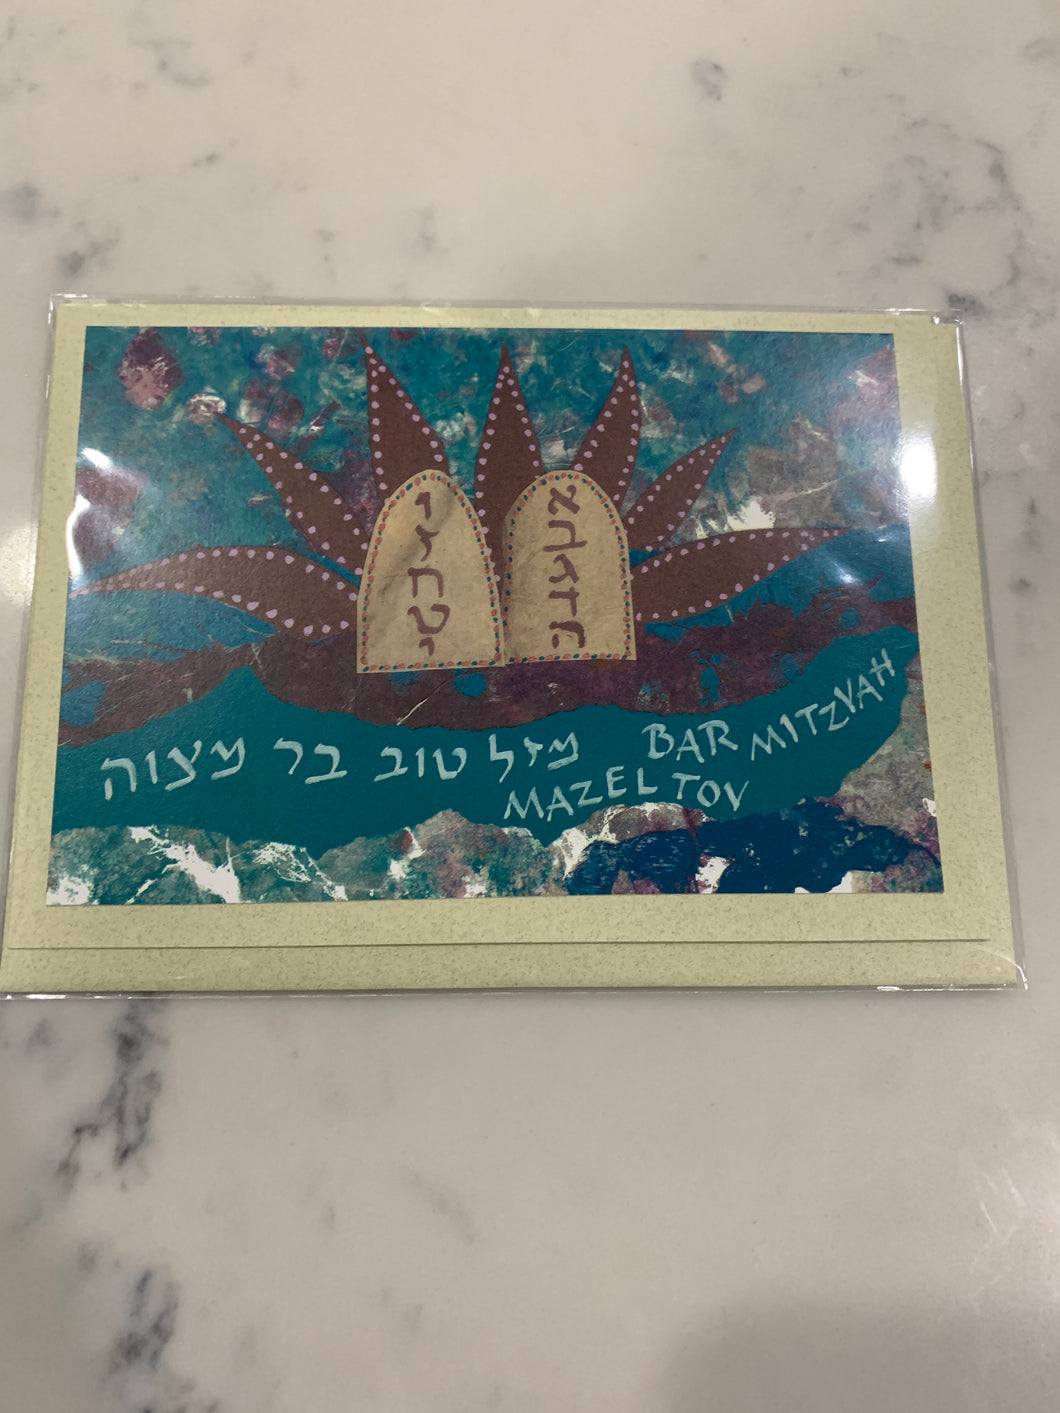 א
ב
ג
ד
ה
ו
ז
ח
ט
י
מזל טוב בר מצוה
BAR MITZVAH
MAZEL TOV